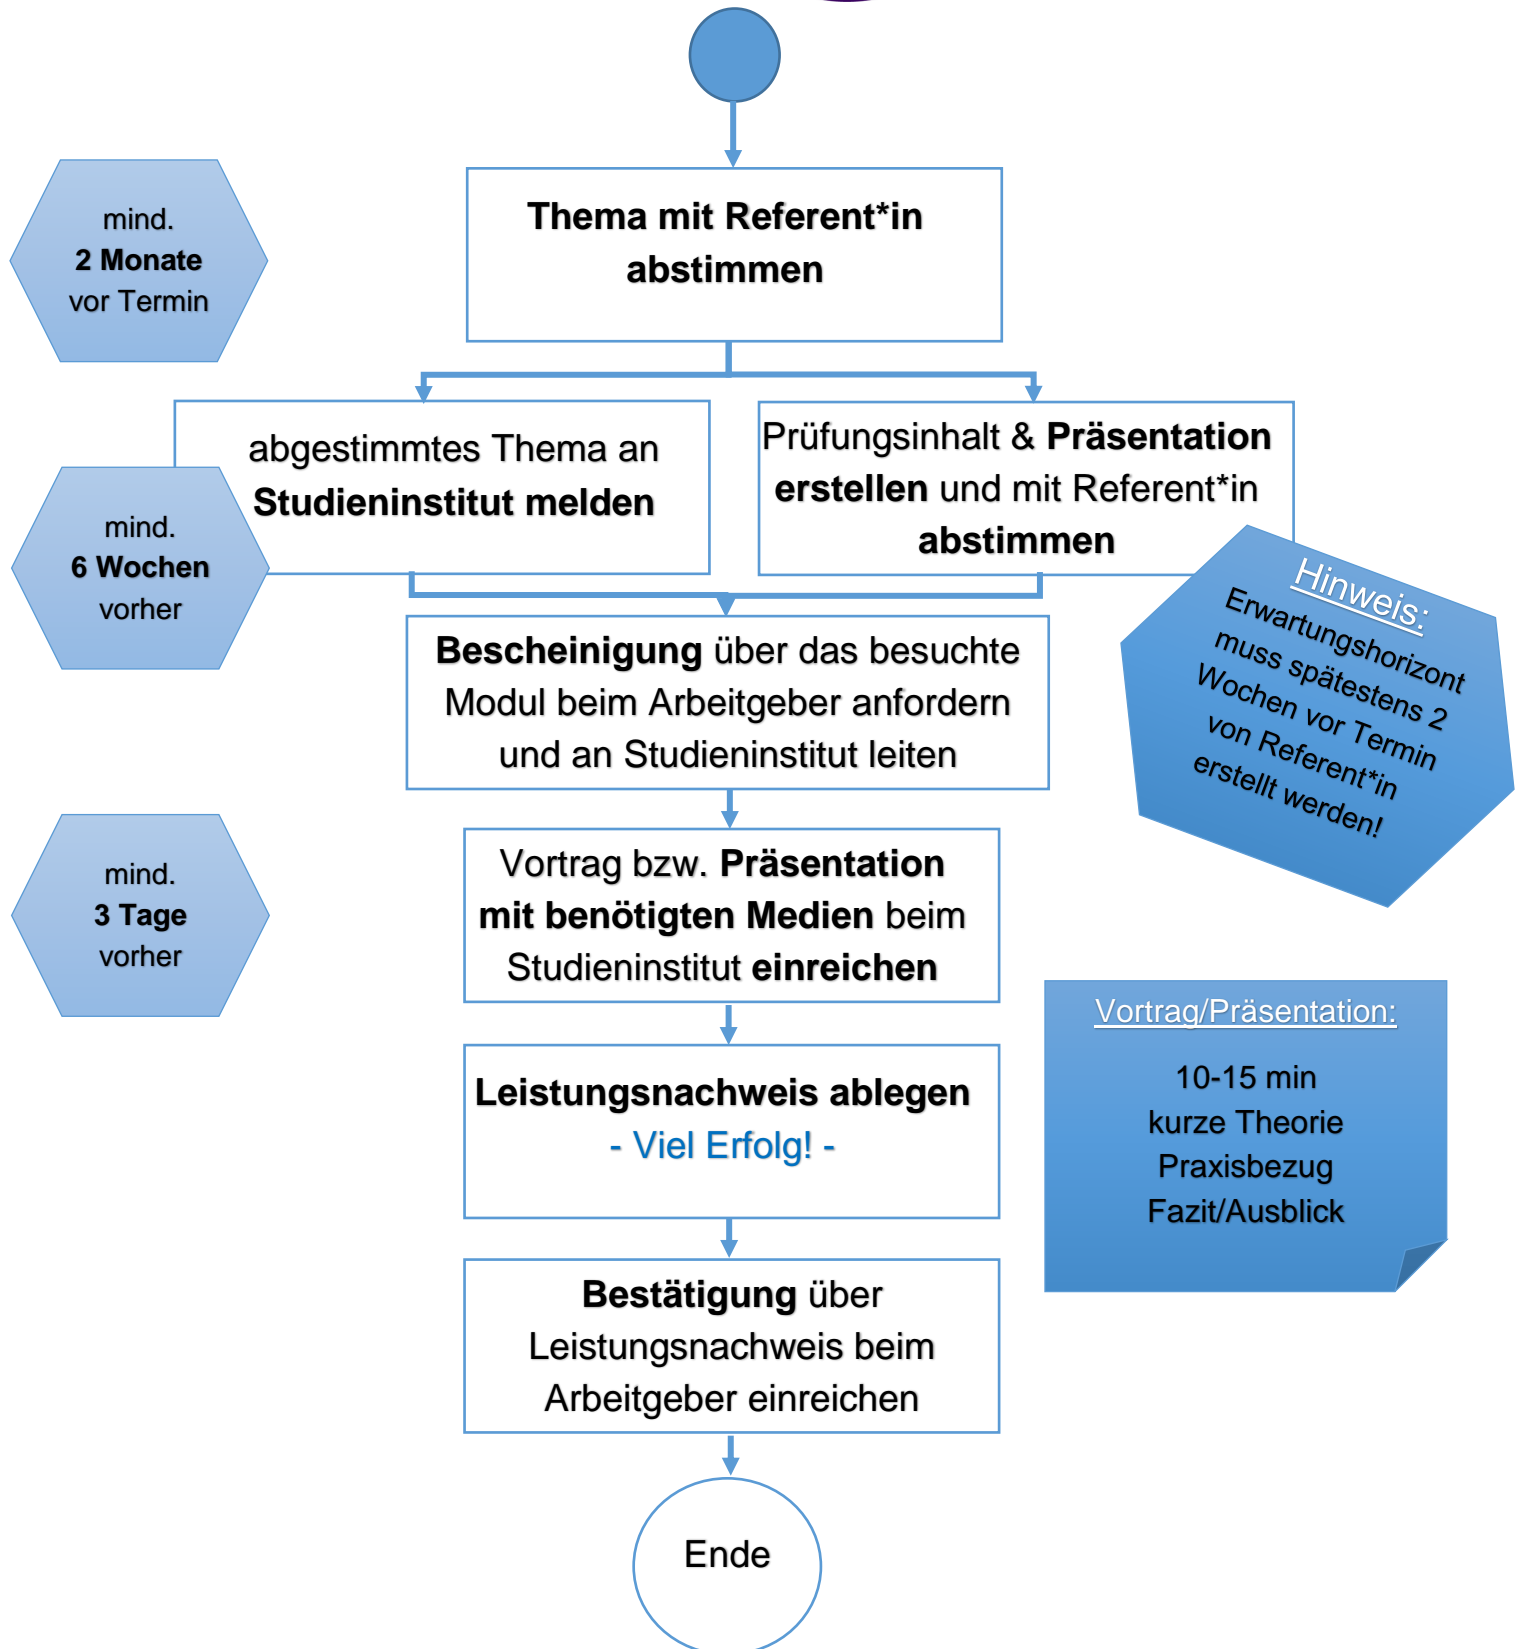 mind.
2 Monate
vor Termin
Thema mit Referent*in
abstimmen
abgestimmtes Thema an
Studieninstitut melden
Prüfungsinhalt & Präsentation
erstellen und mit Referent*in
abstimmen
mind.
6 Wochen
vorher
Hinweis:
Erwartungshorizont
muss spätestens 2
Wochen vor Termin
von Referent*in
erstellt werden!
Bescheinigung über das besuchte
Modul beim Arbeitgeber anfordern
und an Studieninstitut leiten
mind.
3 Tage
vorher
Vortrag bzw. Präsentation
mit benötigten Medien beim
Studieninstitut einreichen
Vortrag/Präsentation:
10-15 min
kurze Theorie
Praxisbezug
Fazit/Ausblick
Leistungsnachweis ablegen
- Viel Erfolg! -
Bestätigung über
Leistungsnachweis beim
Arbeitgeber einreichen
Ende